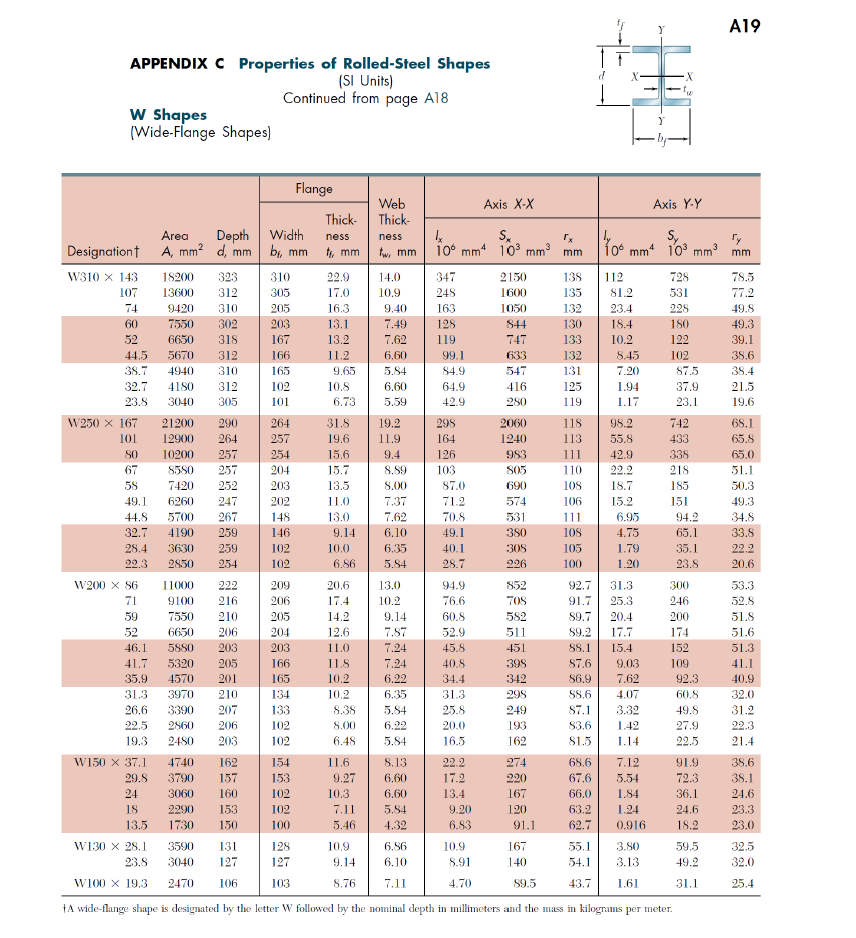 A19
APPENDIX C Properties of Rolled-Steel Shapes
(SI Units)
Continued from page A18
W Shapes
(Wide-Flange Shapes)
tf
Y
d
X X
tw
Y
bf
Flange
Web Axis X-X Axis Y-Y
Thick- Thick-
Area Depth Width ness ness Ix Sx rx Iy Sy ry
Designation† A, mm² d, mm bf, mm tf, mm tw, mm 10⁶ mm⁴ 10³ mm³ mm 10⁶ mm⁴ 10³ mm³ mm
W310 × 143 18200 323 310 22.9 14.0 347 2150 138 112 728 78.5
107 13600 312 305 17.0 10.9 248 1600 135 81.2 531 77.2
74 9420 310 205 16.3 9.40 163 1050 132 23.4 228 49.8
60 7550 302 203 13.1 7.49 128 844 130 18.4 180 49.3
52 6650 318 167 13.2 7.62 119 747 133 10.2 122 39.1
44.5 5670 312 166 11.2 6.60 99.1 633 132 8.45 102 38.6
38.7 4940 310 165 9.65 5.84 84.9 547 131 7.20 87.5 38.4
32.7 4180 312 102 10.8 6.60 64.9 416 125 1.94 37.9 21.5
23.8 3040 305 101 6.73 5.59 42.9 280 119 1.17 23.1 19.6
W250 × 167 21200 290 264 31.8 19.2 298 2060 118 98.2 742 68.1
101 12900 264 257 19.6 11.9 164 1240 113 55.8 433 65.8
80 10200 257 254 15.6 9.4 126 983 111 42.9 338 65.0
67 8580 257 204 15.7 8.89 103 805 110 22.2 218 51.1
58 7420 252 203 13.5 8.00 87.0 690 108 18.7 185 50.3
49.1 6260 247 202 11.0 7.37 71.2 574 106 15.2 151 49.3
44.8 5700 267 148 13.0 7.62 70.8 531 111 6.95 94.2 34.8
32.7 4190 259 146 9.14 6.10 49.1 380 108 4.75 65.1 33.8
28.4 3630 259 102 10.0 6.35 40.1 308 105 1.79 35.1 22.2
22.3 2850 254 102 6.86 5.84 28.7 226 100 1.20 23.8 20.6
W200 × 86 11000 222 209 20.6 13.0 94.9 852 92.7 31.3 300 53.3
71 9100 216 206 17.4 10.2 76.6 708 91.7 25.3 246 52.8
59 7550 210 205 14.2 9.14 60.8 582 89.7 20.4 200 51.8
52 6650 206 204 12.6 7.87 52.9 511 89.2 17.7 174 51.6
46.1 5880 203 203 11.0 7.24 45.8 451 88.1 15.4 152 51.3
41.7 5320 205 166 11.8 7.24 40.8 398 87.6 9.03 109 41.1
35.9 4570 201 165 10.2 6.22 34.4 342 86.9 7.62 92.3 40.9
31.3 3970 210 134 10.2 6.35 31.3 298 88.6 4.07 60.8 32.0
26.6 3390 207 133 8.38 5.84 25.8 249 87.1 3.32 49.8 31.2
22.5 2860 206 102 8.00 6.22 20.0 193 83.6 1.42 27.9 22.3
19.3 2480 203 102 6.48 5.84 16.5 162 81.5 1.14 22.5 21.4
W150 × 37.1 4740 162 154 11.6 8.13 22.2 274 68.6 7.12 91.9 38.6
29.8 3790 157 153 9.27 6.60 17.2 220 67.6 5.54 72.3 38.1
24 3060 160 102 10.3 6.60 13.4 167 66.0 1.84 36.1 24.6
18 2290 153 102 7.11 5.84 9.20 120 63.2 1.24 24.6 23.3
13.5 1730 150 100 5.46 4.32 6.83 91.1 62.7 0.916 18.2 23.0
W130 × 28.1 3590 131 128 10.9 6.86 10.9 167 55.1 3.80 59.5 32.5
23.8 3040 127 127 9.14 6.10 8.91 140 54.1 3.13 49.2 32.0
W100 × 19.3 2470 106 103 8.76 7.11 4.70 89.5 43.7 1.61 31.1 25.4
†A wide-flange shape is designated by the letter W followed by the nominal depth in millimeters and the mass in kilograms per meter.